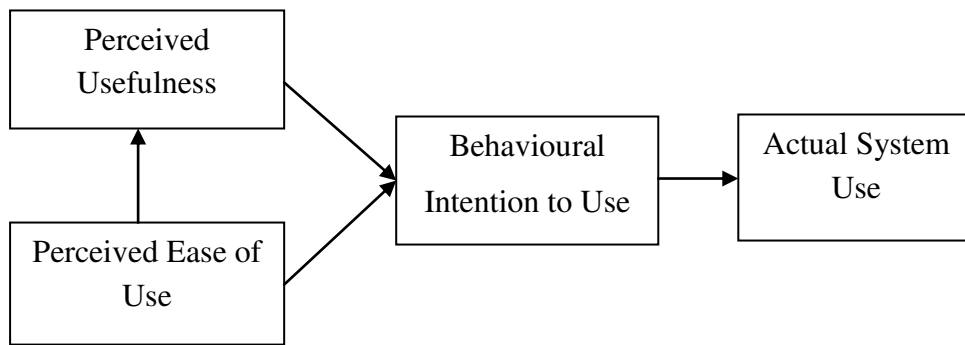 Perceived
Usefulness
Perceived Ease of
Use
Behavioural
Intention to Use
Actual System
Use